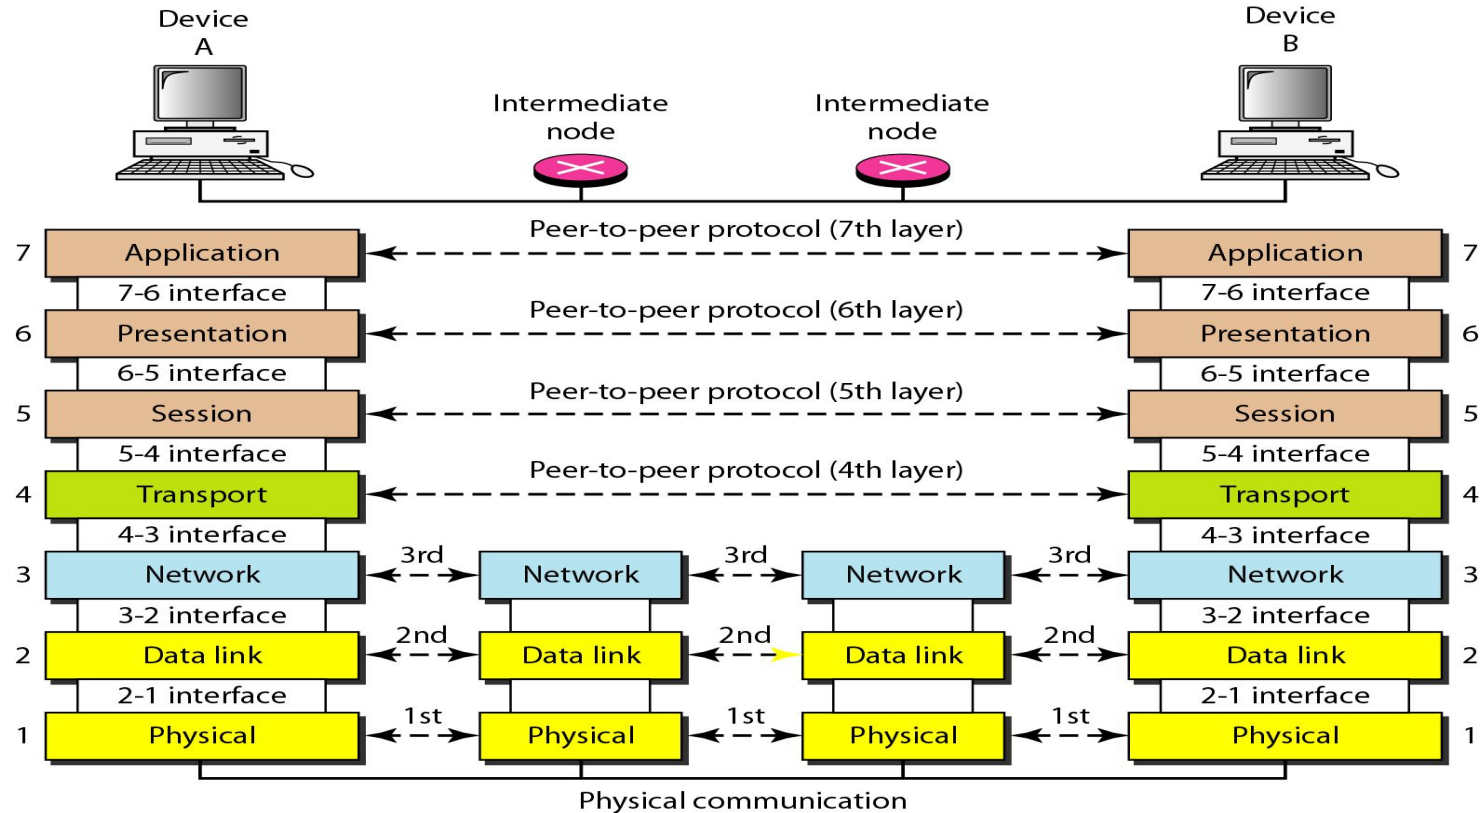 Device
A
Device
B
Intermediate
node
Intermediate
node
Peer-to-peer protocol (7th layer)
7 Application Application 7
7-6 interface 7-6 interface
Peer-to-peer protocol (6th layer)
6 Presentation Presentation 6
6-5 interface 6-5 interface
Peer-to-peer protocol (5th layer)
5 Session Session 5
5-4 interface 5-4 interface
Peer-to-peer protocol (4th layer)
4 Transport Transport 4
4-3 interface 4-3 interface
3rd 3rd 3rd
3 Network Network Network Network 3
3-2 interface 3-2 interface
2nd 2nd 2nd
2 Data link Data link Data link Data link 2
2-1 interface 2-1 interface
1st 1st 1st
1 Physical Physical Physical Physical 1
Physical communication